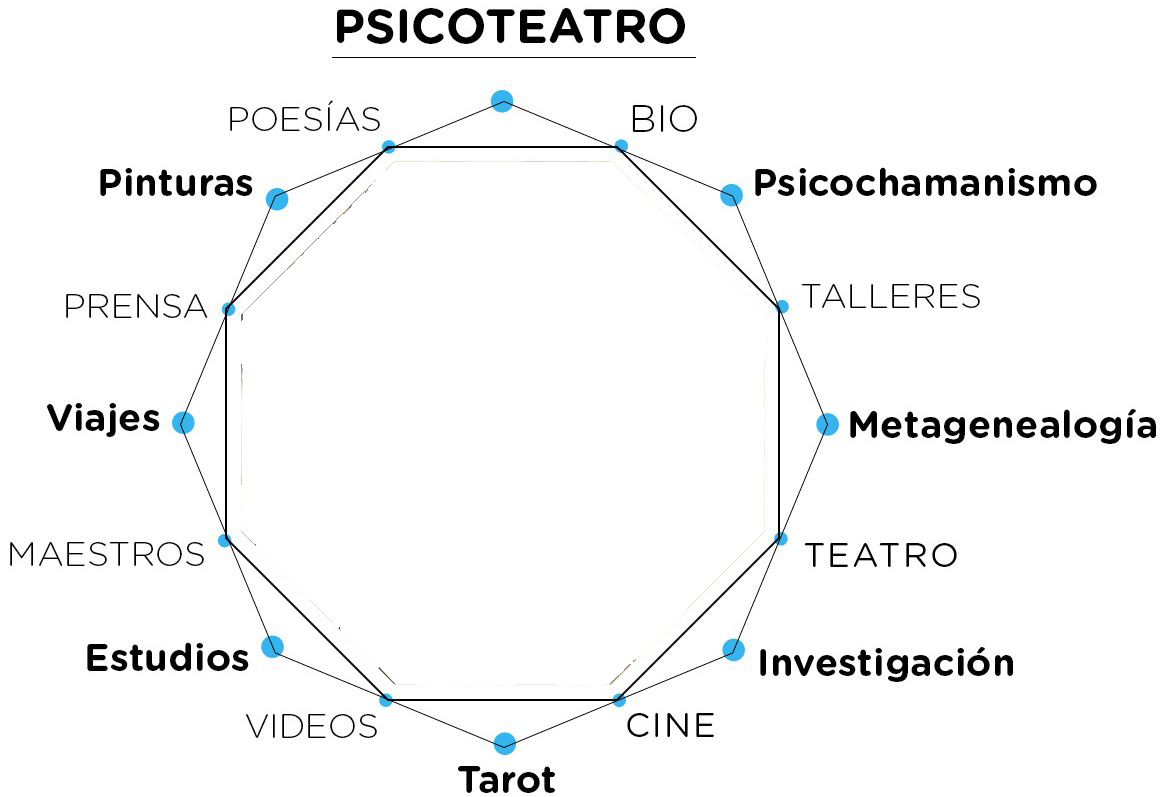 PSICOTEATRO
POESÍAS
BIO
Pinturas
Psicochamanismo
PRENSA
TALLERES
Viajes
Metagenealogía
MAESTROS
TEATRO
Estudios
Investigación
VIDEOS
CINE
Tarot